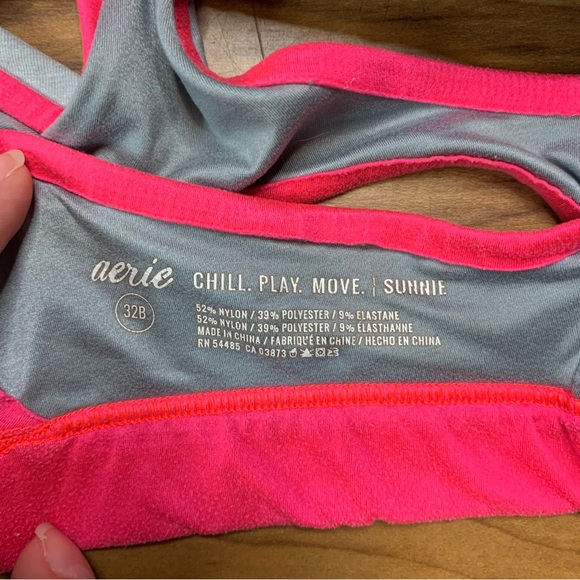 aerie CHILL. PLAY. MOVE. | SUNNIE
32B
52% NYLON / 39% POLYESTER / 9% ELASTANE
52% NYLON / 39% POLYESTER / 9% ÉLASTHANNE
MADE IN CHINA / FABRIQUÉ EN CHINE / HECHO EN CHINA
RN 54485 CA 03873